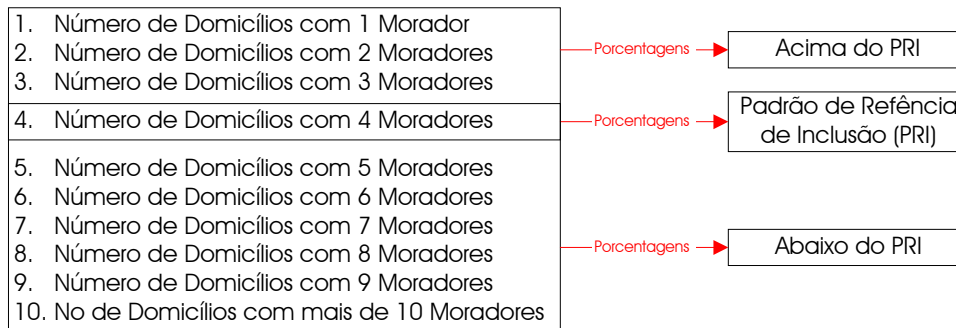 1. Número de Domicílios com 1 Morador
2. Número de Domicílios com 2 Moradores
3. Número de Domicílios com 3 Moradores
Porcentagens
Acima do PRI
4. Número de Domicílios com 4 Moradores
Porcentagens
Padrão de Refência
de Inclusão (PRI)
5. Número de Domicílios com 5 Moradores
6. Número de Domicílios com 6 Moradores
7. Número de Domicílios com 7 Moradores
8. Número de Domicílios com 8 Moradores
9. Número de Domicílios com 9 Moradores
10. No de Domicílios com mais de 10 Moradores
Porcentagens
Abaixo do PRI